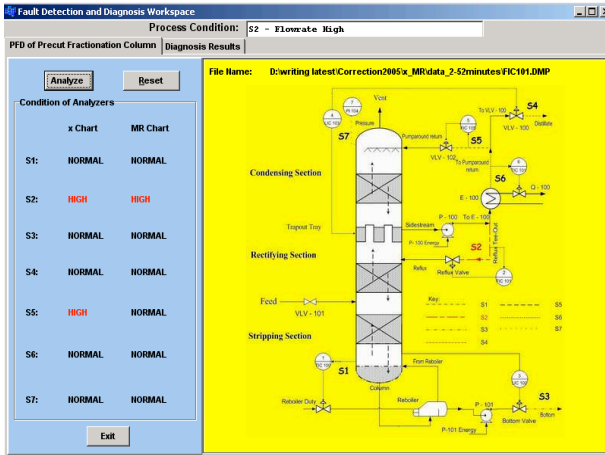 Fault Detection and Diagnosis Workspace
Process Condition: S2 - Flowrate High
PFD of Precut Fractionation Column Diagnosis Results
Analyze Reset
Condition of Analyzers
x Chart MR Chart
S1: NORMAL NORMAL
S2: HIGH HIGH
S3: NORMAL NORMAL
S4: NORMAL NORMAL
S5: HIGH NORMAL
S6: NORMAL NORMAL
S7: NORMAL NORMAL
Exit
File Name: D:\writing latest\Correction2005\x_MR\data_2-52minutes\FIC101.DMP
Vent
To VLV - 100
S4
Distillate
VLV - 100
S7
Pressure
Pumparound return
S5
VLV - 102
To Pumparound
return
S6
Q - 100
E - 100
Condensing Section
Trapout Tray
Sidestream
P - 100
To E - 100
P- 100 Energy
S2
Reflux Tee-Out
Rectifying Section
Reflux
Reflux Valve
Feed
VLV - 101
Key:
S1
S2
S3
S4
S5
S6
S7
Stripping Section
S1
From Reboiler
Column
Reboiler Duty
Reboiler
P - 101
P-101 Energy
Bottom Valve
S3
Bottom